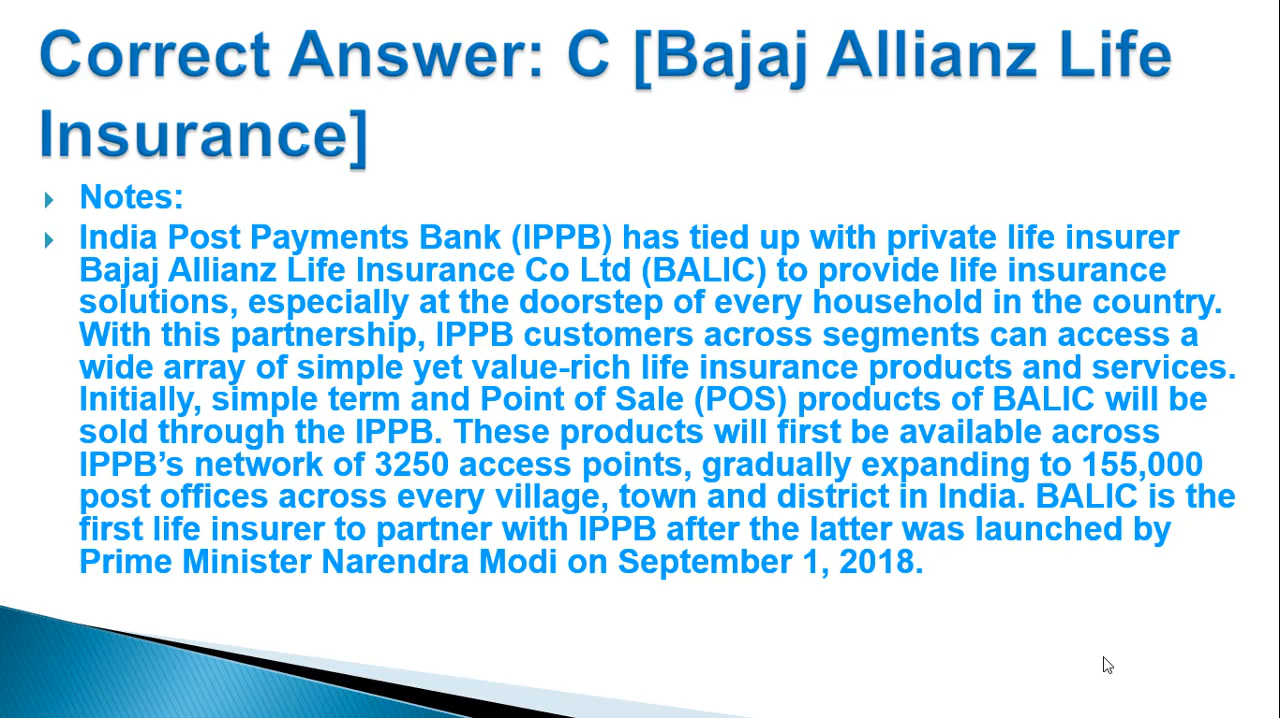 Correct Answer: C [Bajaj Allianz Life
Insurance]
Notes:
India Post Payments Bank (IPPB) has tied up with private life insurer
Bajaj Allianz Life Insurance Co Ltd (BALIC) to provide life insurance
solutions, especially at the doorstep of every household in the country.
With this partnership, IPPB customers across segments can access a
wide array of simple yet value-rich life insurance products and services.
Initially, simple term and Point of Sale (POS) products of BALIC will be
sold through the IPPB. These products will first be available across
IPPB’s network of 3250 access points, gradually expanding to 155,000
post offices across every village, town and district in India. BALIC is the
first life insurer to partner with IPPB after the latter was launched by
Prime Minister Narendra Modi on September 1, 2018.